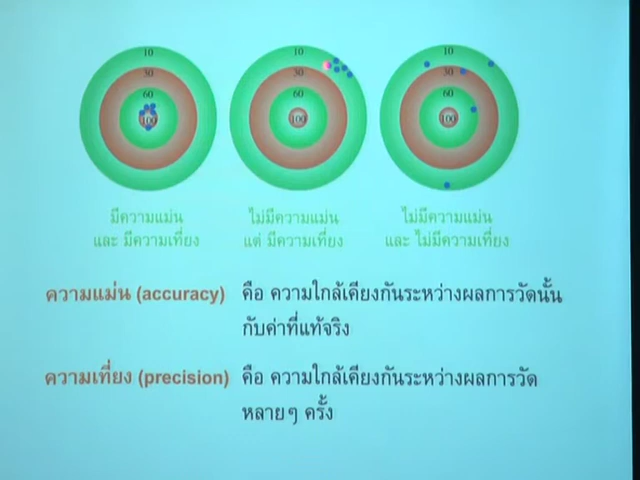 10 10 10
30 30 30
60 60 60
100 100 100
มีความแม่น
และ มีความเที่ยง
ไม่มีความแม่น
แต่ มีความเที่ยง
ไม่มีความแม่น
และ ไม่มีความเที่ยง
ความแม่น (accuracy) คือ ความใกล้เคียงกันระหว่างผลการวัดนั้น
กับค่าที่แท้จริง
ความเที่ยง (precision) คือ ความใกล้เคียงกันระหว่างผลการวัด
หลายๆ ครั้ง